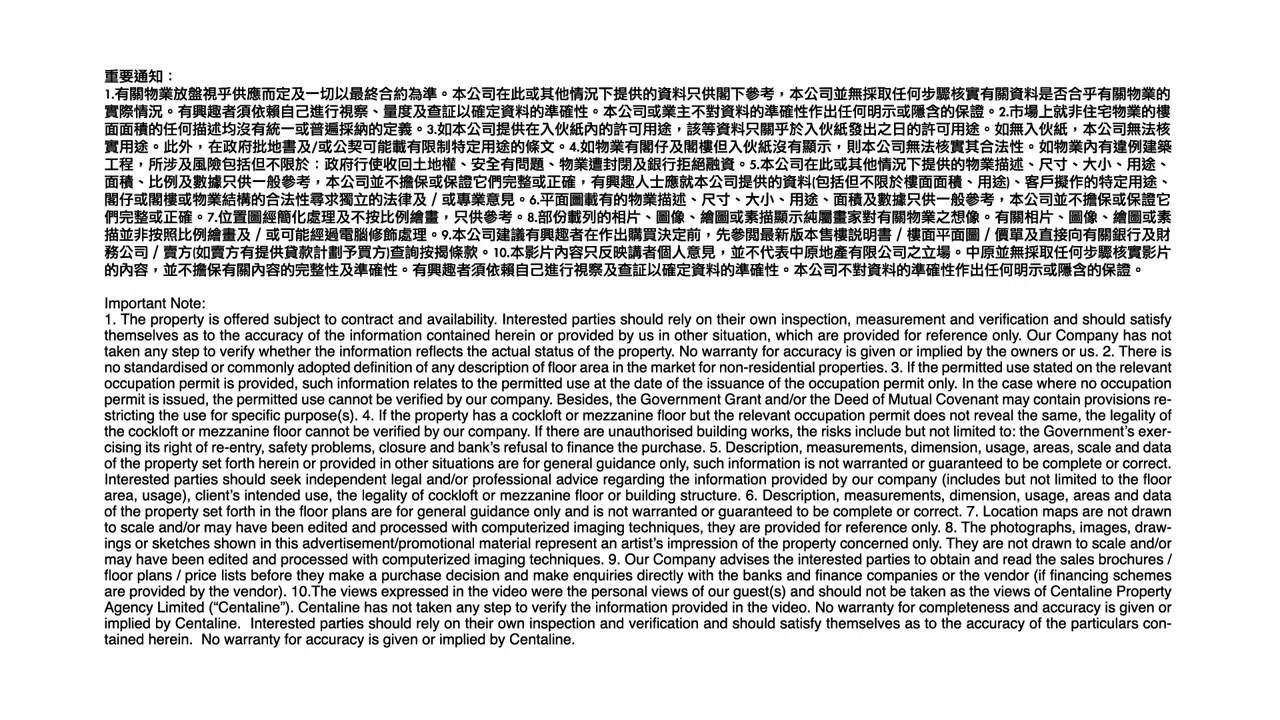 重要通知：
1.有關物業放盤視乎供應而定及一切以最終合約為準。本公司在此或其他情況下提供的資料只供閣下參考，本公司並無採取任何步驟核實有關資料是否合乎有關物業的
實際情況。有興趣者須依賴自己進行視察、量度及查証以確定資料的準確性。本公司或業主不對資料的準確性作出任何明示或隱含的保證。2.市場上就非住宅物業的樓
面面積的任何描述均沒有統一或普遍採納的定義。3.如本公司提供在入伙紙內的許可用途，該等資料只關乎於入伙紙發出之日的許可用途。如無入伙紙，本公司無法核
實用途。此外，在政府批地書及/或公契可能載有限制特定用途的條文。4.如物業有閣仔及閣樓但入伙紙沒有顯示，則本公司無法核實其合法性。如物業內有違例建築
工程，所涉及風險包括但不限於：政府行使收回土地權、安全有問題、物業遭封閉及銀行拒絕融資。5.本公司在此或其他情況下提供的物業描述、尺寸、大小、用途、
面積、比例及數據只供一般參考，本公司並不擔保或保證它們完整或正確，有興趣人士應就本公司提供的資料(包括但不限於樓面面積、用途)、客戶擬作的特定用途、
閣仔或閣樓或物業結構的合法性尋求獨立的法律及 / 或專業意見。6.平面圖載有的物業描述、尺寸、大小、用途、面積及數據只供一般參考，本公司並不擔保或保證它
們完整或正確。7.位置圖經簡化處理及不按比例繪畫，只供參考。8.部份載列的相片、圖像、繪圖或素描顯示純屬畫家對有關物業之想像。有關相片、圖像、繪圖或素
描並非按照比例繪畫及 / 或可能經過電腦修飾處理。9.本公司建議有興趣者在作出購買決定前，先參閱最新版本售樓説明書 / 樓面平面圖 / 價單及直接向有關銀行及財
務公司 / 賣方(如賣方有提供貸款計劃予買方)查詢按揭條款。10.本影片內容只反映講者個人意見，並不代表中原地產有限公司之立場。中原並無採取任何步驟核實影片
的內容，並不擔保有關內容的完整性及準確性。有興趣者須依賴自己進行視察及查証以確定資料的準確性。本公司不對資料的準確性作出任何明示或隱含的保證。
Important Note:
1. The property is offered subject to contract and availability. Interested parties should rely on their own inspection, measurement and verification and should satisfy
themselves as to the accuracy of the information contained herein or provided by us in other situation, which are provided for reference only. Our Company has not
taken any step to verify whether the information reflects the actual status of the property. No warranty for accuracy is given or implied by the owners or us. 2. There is
no standardised or commonly adopted definition of any description of floor area in the market for non-residential properties. 3. If the permitted use stated on the relevant
occupation permit is provided, such information relates to the permitted use at the date of the issuance of the occupation permit only. In the case where no occupation
permit is issued, the permitted use cannot be verified by our company. Besides, the Government Grant and/or the Deed of Mutual Covenant may contain provisions re-
stricting the use for specific purpose(s). 4. If the property has a cockloft or mezzanine floor but the relevant occupation permit does not reveal the same, the legality of
the cockloft or mezzanine floor cannot be verified by our company. If there are unauthorised building works, the risks include but not limited to: the Government’s exer-
cising its right of re-entry, safety problems, closure and bank’s refusal to finance the purchase. 5. Description, measurements, dimension, usage, areas, scale and data
of the property set forth herein or provided in other situations are for general guidance only, such information is not warranted or guaranteed to be complete or correct.
Interested parties should seek independent legal and/or professional advice regarding the information provided by our company (includes but not limited to the floor
area, usage), client’s intended use, the legality of cockloft or mezzanine floor or building structure. 6. Description, measurements, dimension, usage, areas and data
of the property set forth in the floor plans are for general guidance only and is not warranted or guaranteed to be complete or correct. 7. Location maps are not drawn
to scale and/or may have been edited and processed with computerized imaging techniques, they are provided for reference only. 8. The photographs, images, draw-
ings or sketches shown in this advertisement/promotional material represent an artist’s impression of the property concerned only. They are not drawn to scale and/or
may have been edited and processed with computerized imaging techniques. 9. Our Company advises the interested parties to obtain and read the sales brochures /
floor plans / price lists before they make a purchase decision and make enquiries directly with the banks and finance companies or the vendor (if financing schemes
are provided by the vendor). 10.The views expressed in the video were the personal views of our guest(s) and should not be taken as the views of Centaline Property
Agency Limited (“Centaline”). Centaline has not taken any step to verify the information provided in the video. No warranty for completeness and accuracy is given or
implied by Centaline.  Interested parties should rely on their own inspection and verification and should satisfy themselves as to the accuracy of the particulars con-
tained herein.  No warranty for accuracy is given or implied by Centaline.